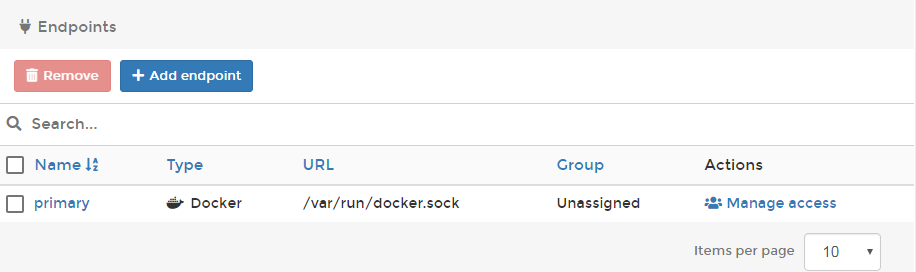 Endpoints
Remove Add endpoint
Search...
Name Type URL Group Actions
primary Docker /var/run/docker.sock Unassigned Manage access
Items per page 10